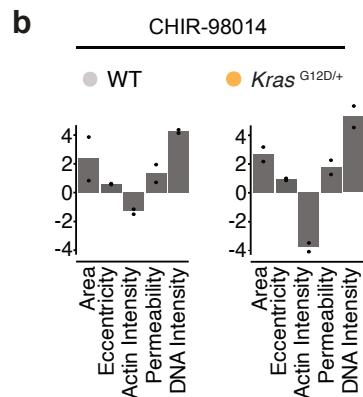 b
CHIR-98014
WT
Kras G12D/+
4
2
0
-2
-4
4
2
0
-2
-4
Area
Eccentricity
Actin Intensity
Permeability
DNA Intensity
Area
Eccentricity
Actin Intensity
Permeability
DNA Intensity